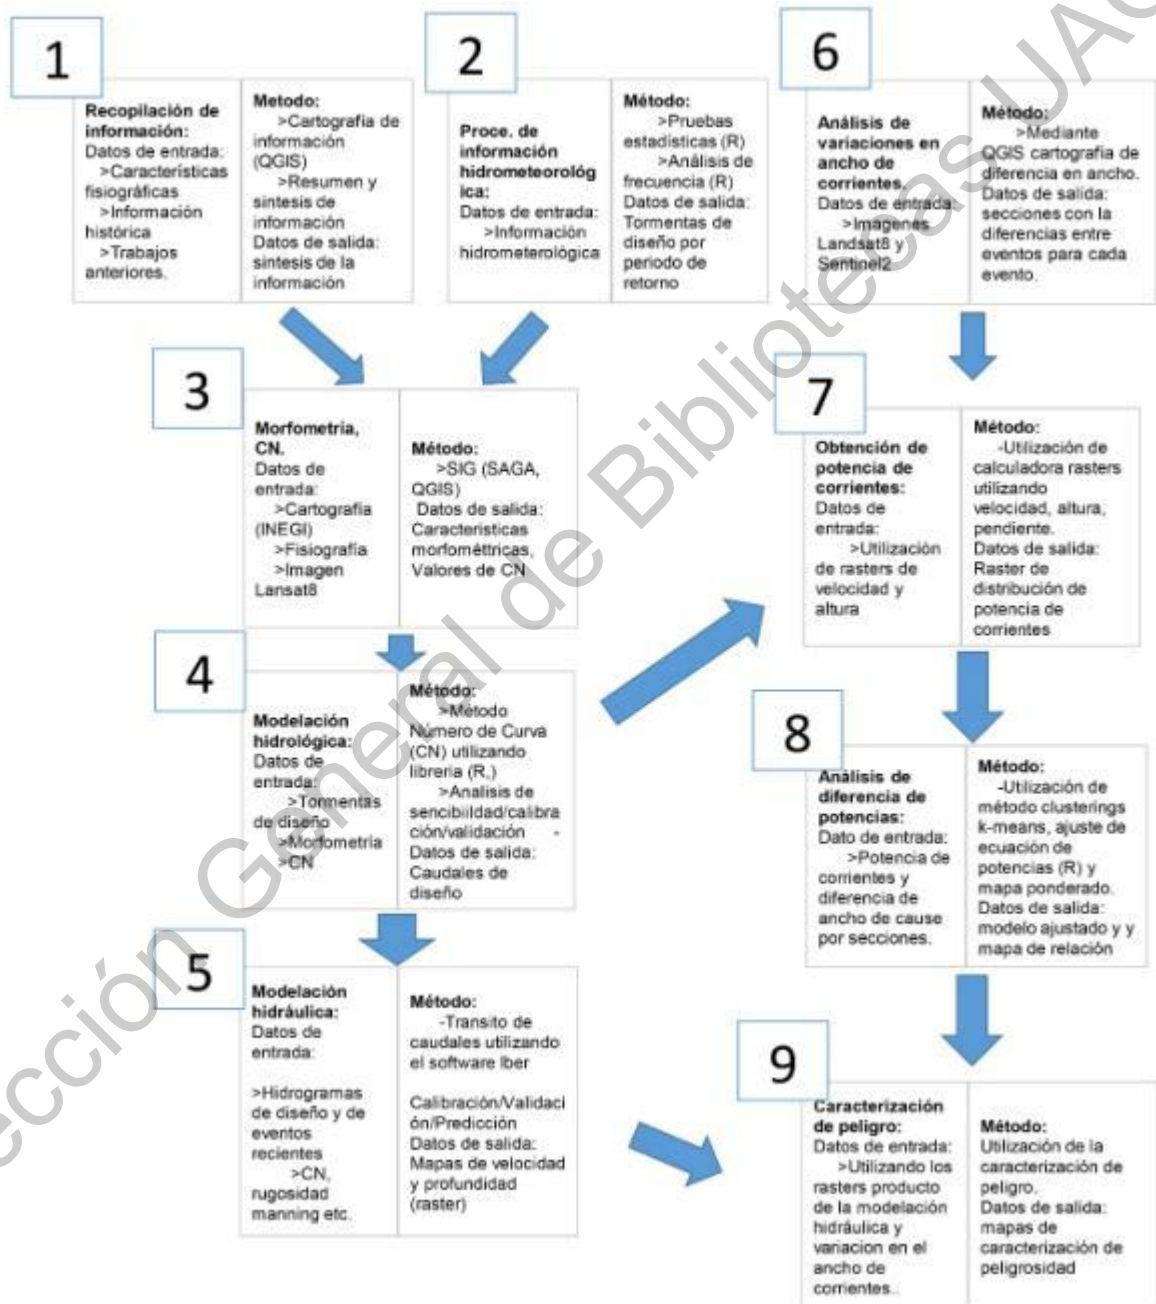 1
Recopilación de
información:
Datos de entrada:
>Características
fisiográficas
>Información
histórica
>Trabajos
anteriores.
Metodo:
>Cartografía de
información
(QGIS)
>Resumen y
sintesis de
información
Datos de salida:
sintesis de la
información
2
Proce. de
información
hidrometeorológ
ica:
Datos de entrada:
>Información
hidrometerológica
Método:
>Pruebas
estadísticas (R)
>Análisis de
frecuencia (R)
Datos de salida:
Tormentas de
diseño por
periodo de
retorno
3
Morfometria,
CN.
Datos de
entrada:
>Cartografía
(INEGI)
>Fisiografía
>Imagen
Lansat8
Método:
>SIG (SAGA,
QGIS)
Datos de salida:
Características
morfométtricas,
Valores de CN
4
Modelación
hidrológica:
Datos de
entrada:
>Tormentas
de diseño
>Morfometría
>CN
Método:
>Método
Número de Curva
(CN) utilizando
libreria (R,)
>Analisis de
sencibiildad/calibra
ción/validación -
Datos de salida:
Caudales de
diseño
5
Modelación
hidráulica:
Datos de
entrada:
>Hidrogramas
de diseño y de
eventos
recientes
>CN,
rugosidad
manning etc.
Método:
-Transito de
caudales utilizando
el software Iber
Calibración/Validaci
ón/Predicción
Datos de salida:
Mapas de velocidad
y profundidad
(raster)
6
Análisis de
variaciones en
ancho de
corrientes.
Datos de entrada:
>Imagenes
Landsat8 y
Sentinel2
Método:
>Mediante
QGIS cartografía de
diferencia en ancho.
Datos de salida:
secciones con la
diferencias entre
eventos para cada
evento.
7
Obtención de
potencia de
corrientes:
Datos de
entrada:
>Utilización
de rasters de
velocidad y
altura
Método:
-Utilización de
calculadora rasters
utilizando
velocidad, altura,
pendiente.
Datos de salida:
Raster de
distribución de
potencia de
corrientes
8
Análisis de
diferencia de
potencias:
Dato de entrada:
>Potencia de
corrientes y
diferencia de
ancho de cause
por secciones.
Método:
-Utilización de
método clusterings
k-means, ajuste de
ecuación de
potencias (R) y
mapa ponderado.
Datos de salida:
modelo ajustado y y
mapa de relación
9
Caracterización
de peligro:
Datos de entrada:
>Utilizando los
rasters producto
de la modelación
hidráulica y
variacion en el
ancho de
corrientes..
Método:
Utilización de la
caracterización de
peligro.
Datos de salida:
mapas de
caracterización de
peligrosidad
ección General de Bibliotecas UAQ